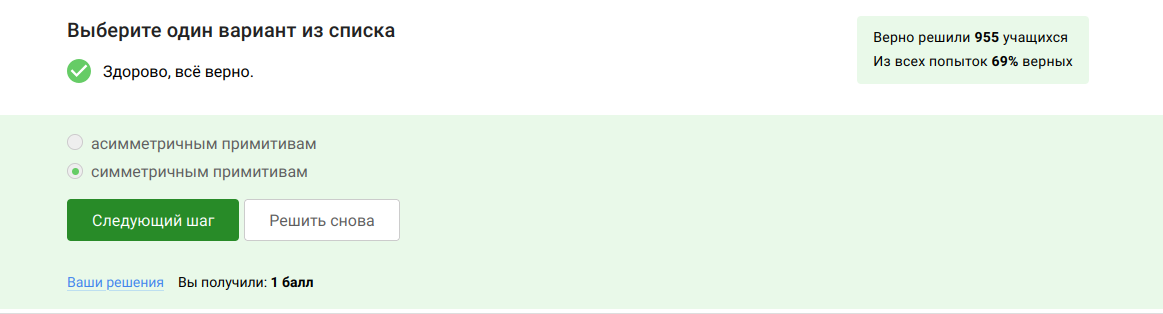 Выберите один вариант из списка
Здорово, всё верно.
Верно решили 955 учащихся
Из всех попыток 69% верных
асимметричным примитивам
симметричным примитивам
Следующий шаг Решить снова
Ваши решения Вы получили: 1 балл